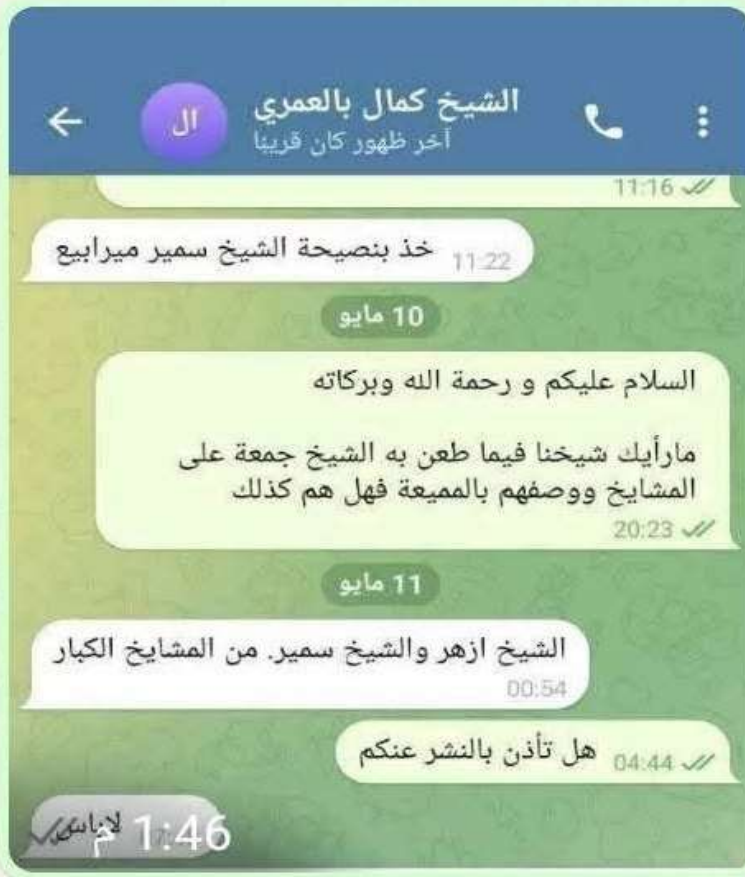 الشيخ كمال بالعمري
ال
أخر ظهور كان قريبًا
11:16
خذ بنصيحة الشيخ سمير ميرابيع
11:22
10 مايو
السلام عليكم و رحمة الله وبركاته
مارأيك شيخنا فيما طعن به الشيخ جمعة على
المشايخ ووصفهم بالمميعة فهل هم كذلك
20:23
11 مايو
الشيخ ازهر والشيخ سمير. من المشايخ الكبار
00:54
هل تأذن بالنشر عنكم
04:44
لاباس
1:46 م